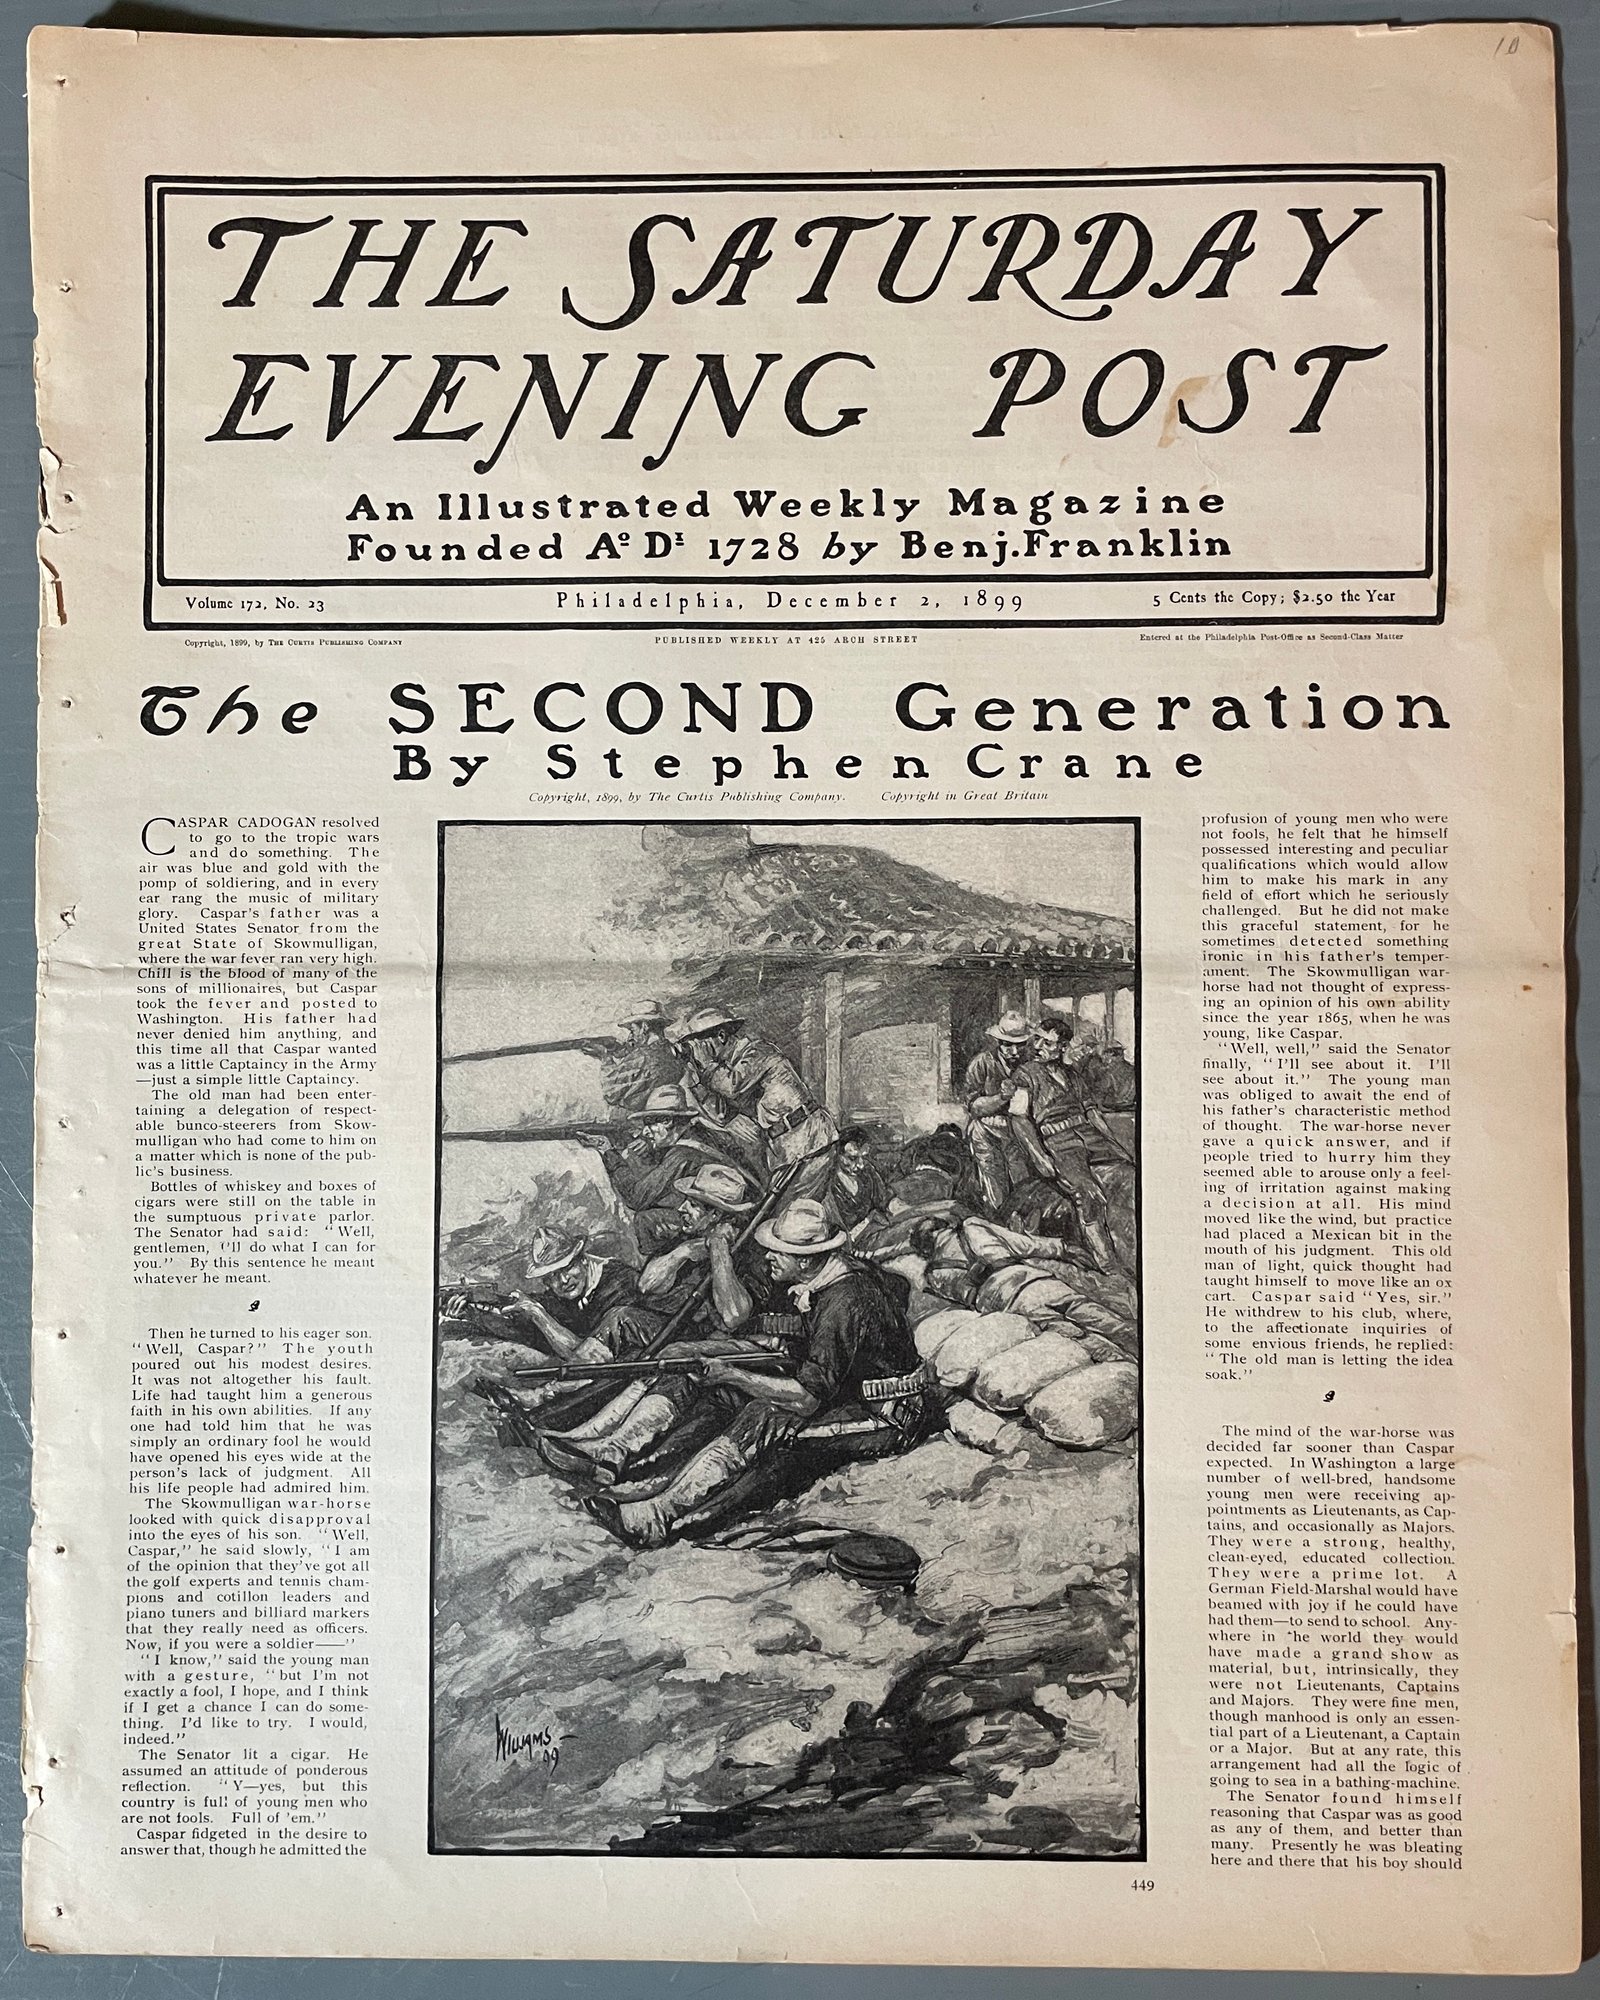 10
THE SATURDAY
EVENING POST
An Illustrated Weekly Magazine
Founded Aº Dⁱ 1728 by Benj. Franklin
Volume 172, No. 23
Philadelphia, December 2, 1899
5 Cents the Copy; $2.50 the Year
Copyright, 1899, by THE CURTIS PUBLISHING COMPANY
PUBLISHED WEEKLY AT 425 ARCH STREET
Entered at the Philadelphia Post-Office as Second-Class Matter
The SECOND Generation
By Stephen Crane
Copyright, 1899, by The Curtis Publishing Company. Copyright in Great Britain
CASPAR CADOGAN resolved
to go to the tropic wars
and do something. The
air was blue and gold with the
pomp of soldiering, and in every
ear rang the music of military
glory. Caspar's father was a
United States Senator from the
great State of Skowmulligan,
where the war fever ran very high.
Chill is the blood of many of the
sons of millionaires, but Caspar
took the fever and posted to
Washington. His father had
never denied him anything, and
this time all that Caspar wanted
was a little Captaincy in the Army
—just a simple little Captaincy.
The old man had been enter-
taining a delegation of respect-
able bunco-steerers from Skow-
mulligan who had come to him on
a matter which is none of the pub-
lic's business.
Bottles of whiskey and boxes of
cigars were still on the table in
the sumptuous private parlor.
The Senator had said: "Well,
gentlemen, I'll do what I can for
you." By this sentence he meant
whatever he meant.
Then he turned to his eager son.
"Well, Caspar?" The youth
poured out his modest desires.
It was not altogether his fault.
Life had taught him a generous
faith in his own abilities. If any
one had told him that he was
simply an ordinary fool he would
have opened his eyes wide at the
person's lack of judgment. All
his life people had admired him.
The Skowmulligan war-horse
looked with quick disapproval
into the eyes of his son. "Well,
Caspar," he said slowly, "I am
of the opinion that they've got all
the golf experts and tennis cham-
pions and cotillon leaders and
piano tuners and billiard markers
that they really need as officers.
Now, if you were a soldier——"
"I know," said the young man
with a gesture, "but I'm not
exactly a fool, I hope, and I think
if I get a chance I can do some-
thing. I'd like to try. I would,
indeed."
The Senator lit a cigar. He
assumed an attitude of ponderous
reflection. "Y—yes, but this
country is full of young men who
are not fools. Full of 'em."
Caspar fidgeted in the desire to
answer that, though he admitted the
WILLIAMS
99
profusion of young men who were
not fools, he felt that he himself
possessed interesting and peculiar
qualifications which would allow
him to make his mark in any
field of effort which he seriously
challenged. But he did not make
this graceful statement, for he
sometimes detected something
ironic in his father's temper-
ament. The Skowmulligan war-
horse had not thought of express-
ing an opinion of his own ability
since the year 1865, when he was
young, like Caspar.
"Well, well," said the Senator
finally, "I'll see about it. I'll
see about it." The young man
was obliged to await the end of
his father's characteristic method
of thought. The war-horse never
gave a quick answer, and if
people tried to hurry him they
seemed able to arouse only a feel-
ing of irritation against making
a decision at all. His mind
moved like the wind, but practice
had placed a Mexican bit in the
mouth of his judgment. This old
man of light, quick thought had
taught himself to move like an ox
cart. Caspar said "Yes, sir."
He withdrew to his club, where,
to the affectionate inquiries of
some envious friends, he replied:
"The old man is letting the idea
soak."
The mind of the war-horse was
decided far sooner than Caspar
expected. In Washington a large
number of well-bred, handsome
young men were receiving ap-
pointments as Lieutenants, as Cap-
tains, and occasionally as Majors.
They were a strong, healthy,
clean-eyed, educated collection.
They were a prime lot. A
German Field-Marshal would have
beamed with joy if he could have
had them—to send to school. Any-
where in the world they would
have made a grand show as
material, but, intrinsically, they
were not Lieutenants, Captains
and Majors. They were fine men,
though manhood is only an essen-
tial part of a Lieutenant, a Captain
or a Major. But at any rate, this
arrangement had all the logic of
going to sea in a bathing-machine.
The Senator found himself
reasoning that Caspar was as good
as any of them, and better than
many. Presently he was bleating
here and there that his boy should
449